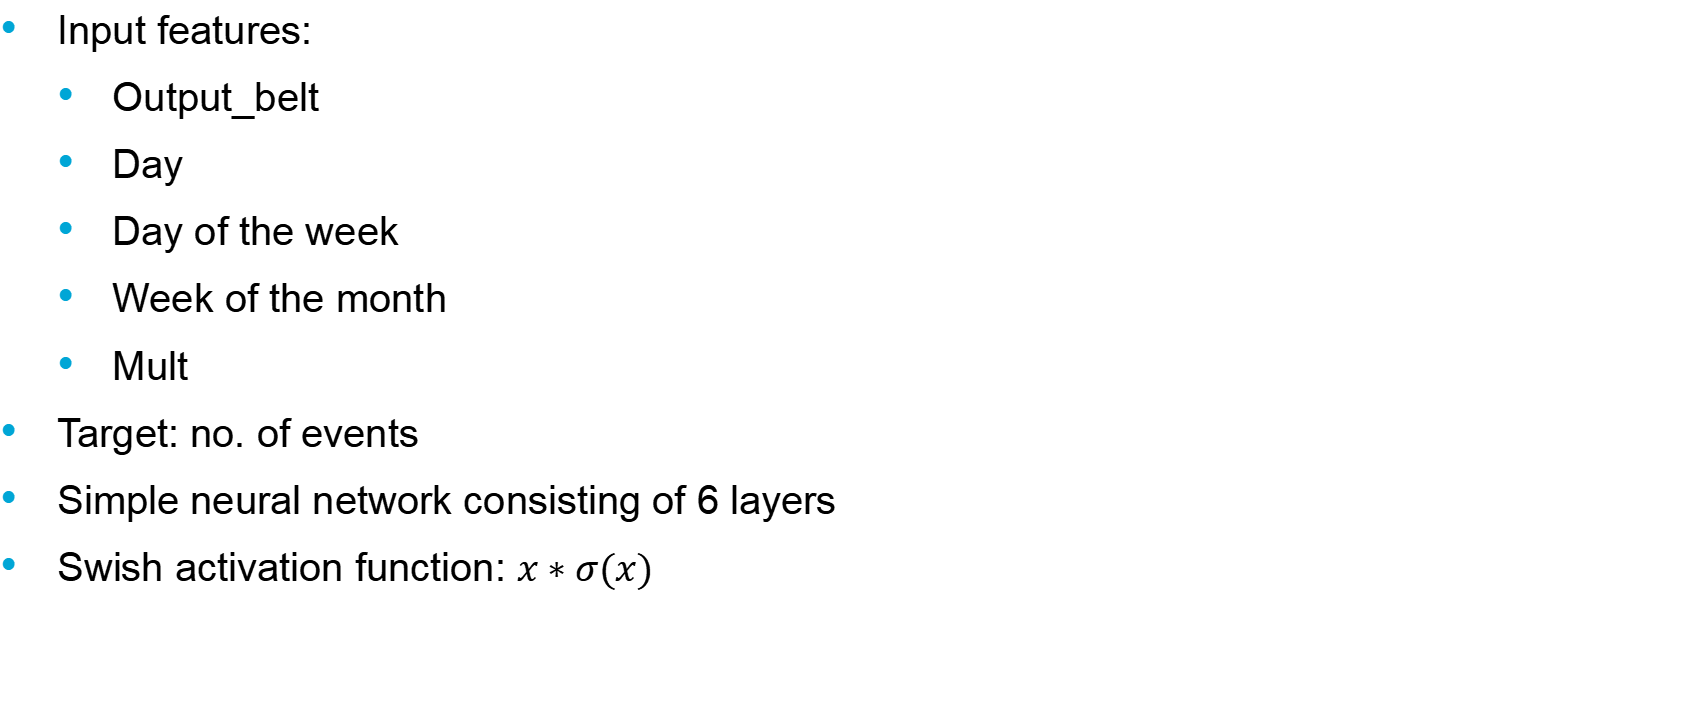 • Input features:
• Output_belt
• Day
• Day of the week
• Week of the month
• Mult
• Target: no. of events
• Simple neural network consisting of 6 layers
• Swish activation function: 𝑥 ∗ 𝜎(𝑥)